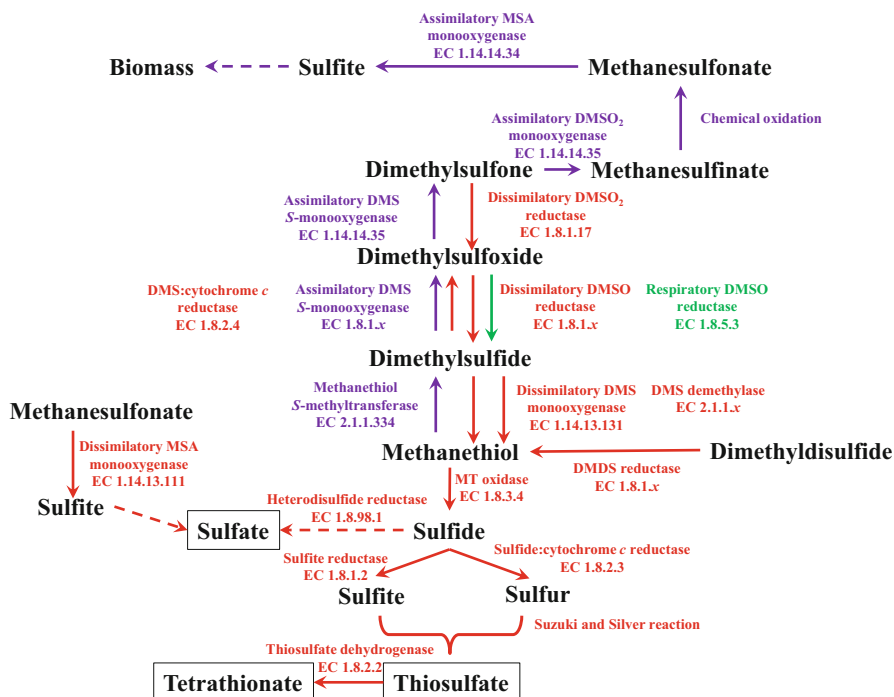 Assimilatory MSA
monooxygenase
EC 1.14.14.34
Biomass
Sulfite
Methanesulfonate
Assimilatory DMSO₂
monooxygenase
EC 1.14.14.35
Chemical oxidation
Dimethylsulfone
Methanesulfinate
Assimilatory DMS
S-monooxygenase
EC 1.14.14.35
Dissimilatory DMSO₂
reductase
EC 1.8.1.17
Dimethylsulfoxide
DMS:cytochrome c
reductase
EC 1.8.2.4
Assimilatory DMS
S-monooxygenase
EC 1.8.1.x
Dissimilatory DMSO
reductase
EC 1.8.1.x
Respiratory DMSO
reductase
EC 1.8.5.3
Dimethylsulfide
Methanethiol
S-methyltransferase
EC 2.1.1.334
Dissimilatory DMS
monooxygenase
EC 1.14.13.131
DMS demethylase
EC 2.1.1.x
Methanesulfonate
Dissimilatory MSA
monooxygenase
EC 1.14.13.111
Methanethiol
Dimethyldisulfide
DMDS reductase
EC 1.8.1.x
MT oxidase
EC 1.8.3.4
Sulfite
Heterodisulfide reductase
EC 1.8.98.1
Sulfate
Sulfide
Sulfite reductase
EC 1.8.1.2
Sulfide:cytochrome c reductase
EC 1.8.2.3
Sulfite
Sulfur
Suzuki and Silver reaction
Thiosulfate dehydrogenase
EC 1.8.2.2
Tetrathionate
Thiosulfate